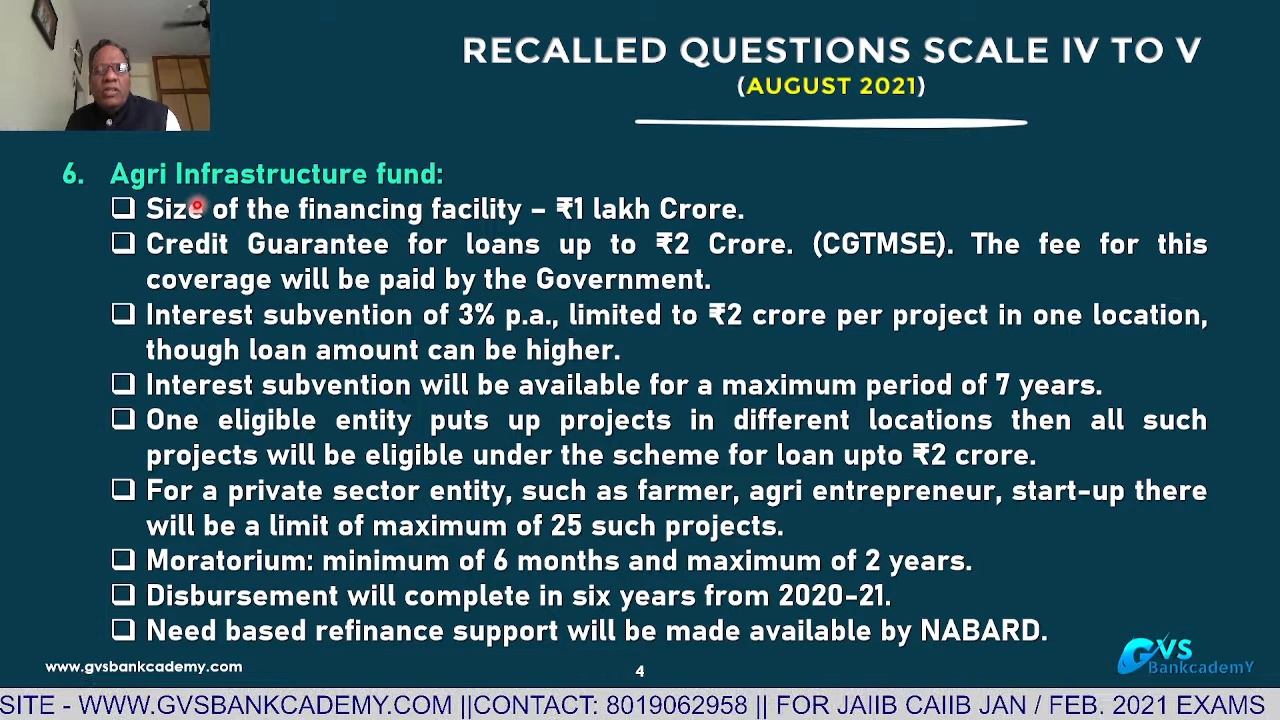 RECALLED QUESTIONS SCALE IV TO V
(AUGUST 2021)
6. Agri Infrastructure fund:
❑ Size of the financing facility – ₹1 lakh Crore.
❑ Credit Guarantee for loans up to ₹2 Crore. (CGTMSE). The fee for this
coverage will be paid by the Government.
❑ Interest subvention of 3% p.a., limited to ₹2 crore per project in one location,
though loan amount can be higher.
❑ Interest subvention will be available for a maximum period of 7 years.
❑ One eligible entity puts up projects in different locations then all such
projects will be eligible under the scheme for loan upto ₹2 crore.
❑ For a private sector entity, such as farmer, agri entrepreneur, start-up there
will be a limit of maximum of 25 such projects.
❑ Moratorium: minimum of 6 months and maximum of 2 years.
❑ Disbursement will complete in six years from 2020-21.
❑ Need based refinance support will be made available by NABARD.
www.gvsbankcademy.com
4
GVS
BankcademY
SITE - WWW.GVSBANKCADEMY.COM ||CONTACT: 8019062958 || FOR JAIIB CAIIB JAN / FEB. 2021 EXAMS